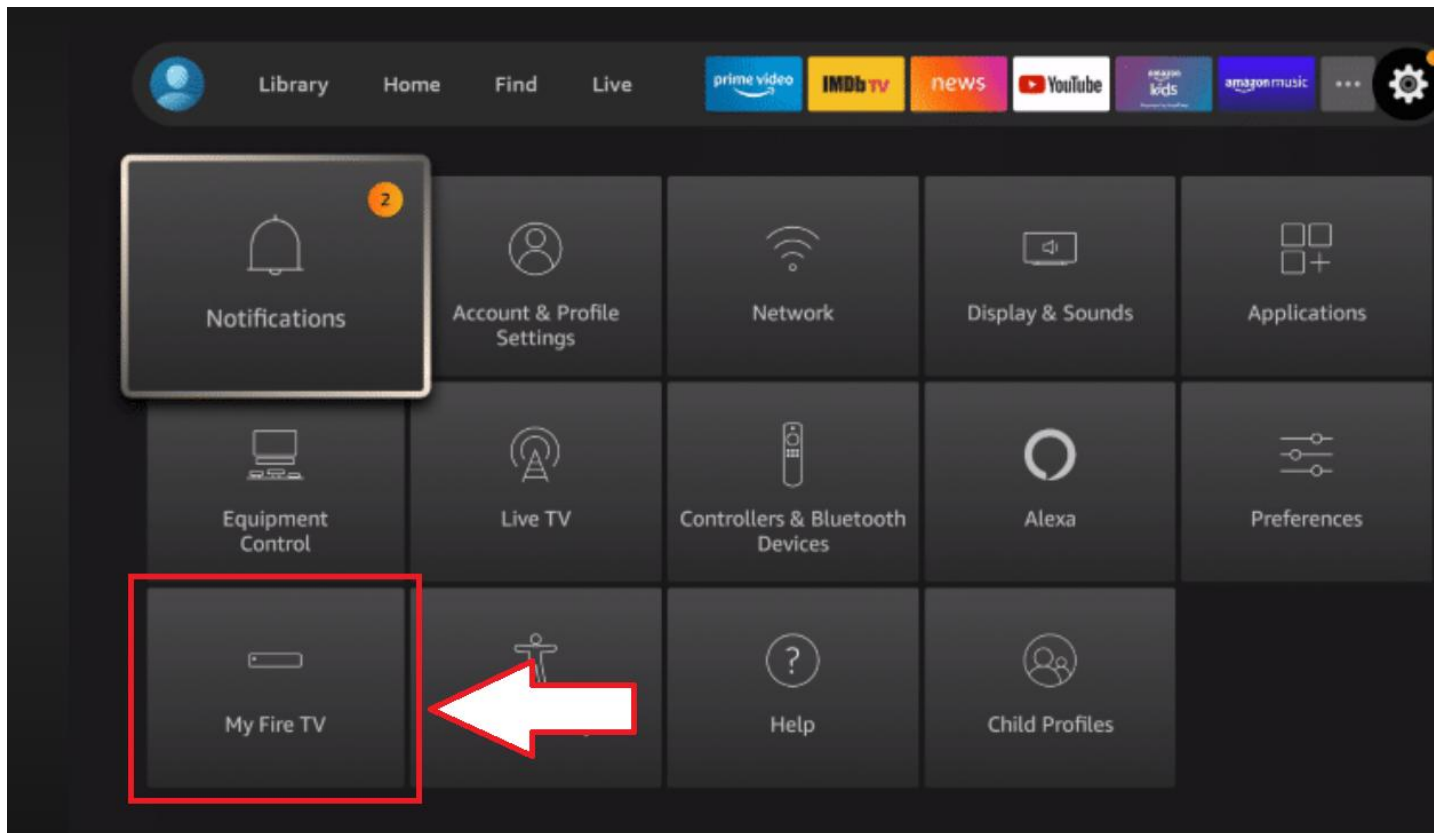 Library Home Find Live prime video IMDb TV news YouTube amazon kids amazon music
2
Notifications
Account & Profile
Settings
Network
Display & Sounds
Applications
Equipment
Control
Live TV
Controllers & Bluetooth
Devices
Alexa
Preferences
My Fire TV
?
Help
Child Profiles